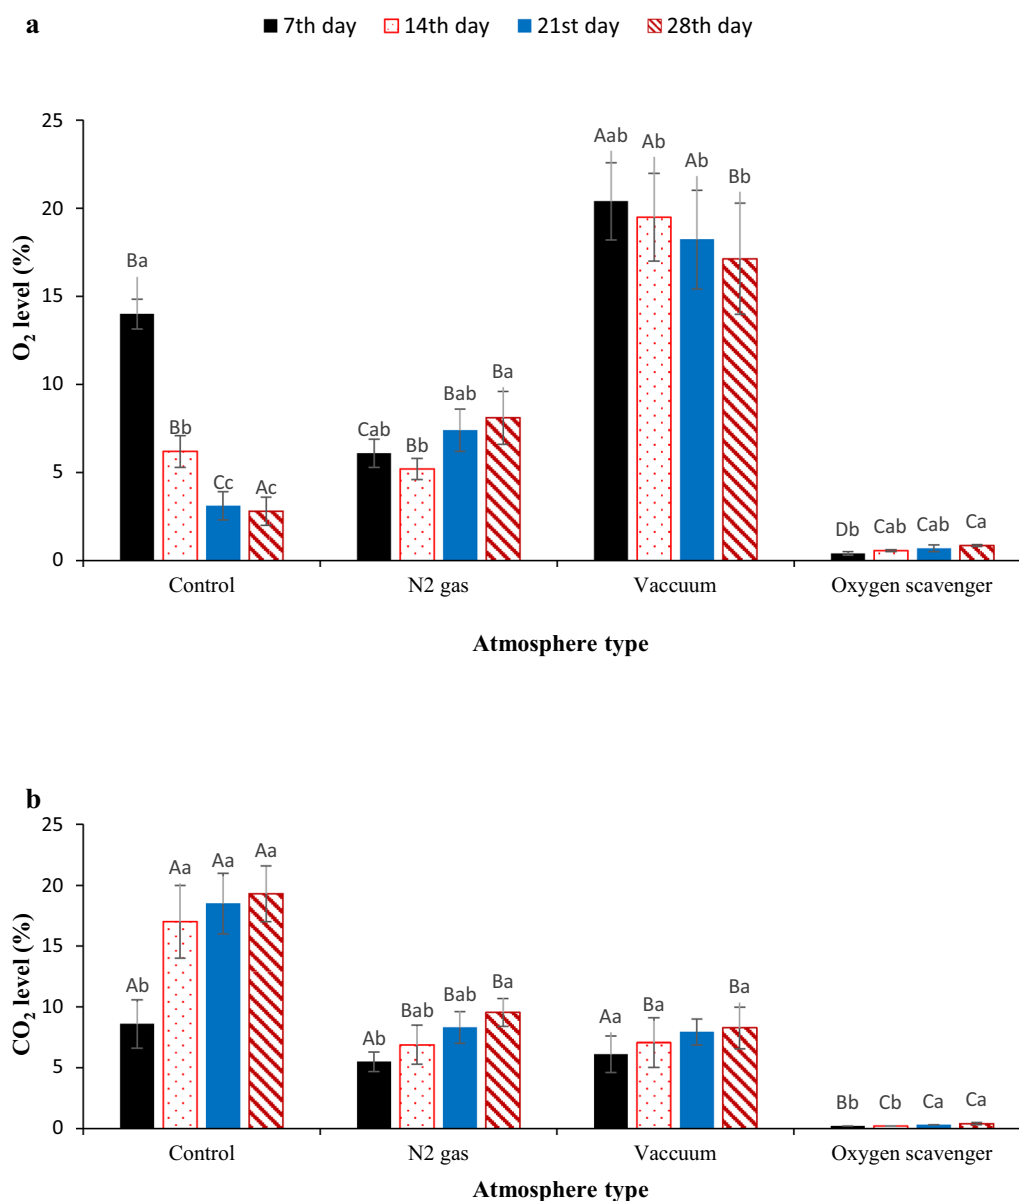 a
7th day 14th day 21st day 28th day
25
20
15
10
5
0
O2 level (%)
Ba Bb Cc Ac
Cab Bb Bab Ba
Aab Ab Ab Bb
Db Cab Cab Ca
Control N2 gas Vaccuum Oxygen scavenger
Atmosphere type
b
25
20
15
10
5
0
CO2 level (%)
Ab Aa Aa Aa
Ab Bab Bab Ba
Aa Ba Ba
Bb Cb Ca Ca
Control N2 gas Vaccuum Oxygen scavenger
Atmosphere type